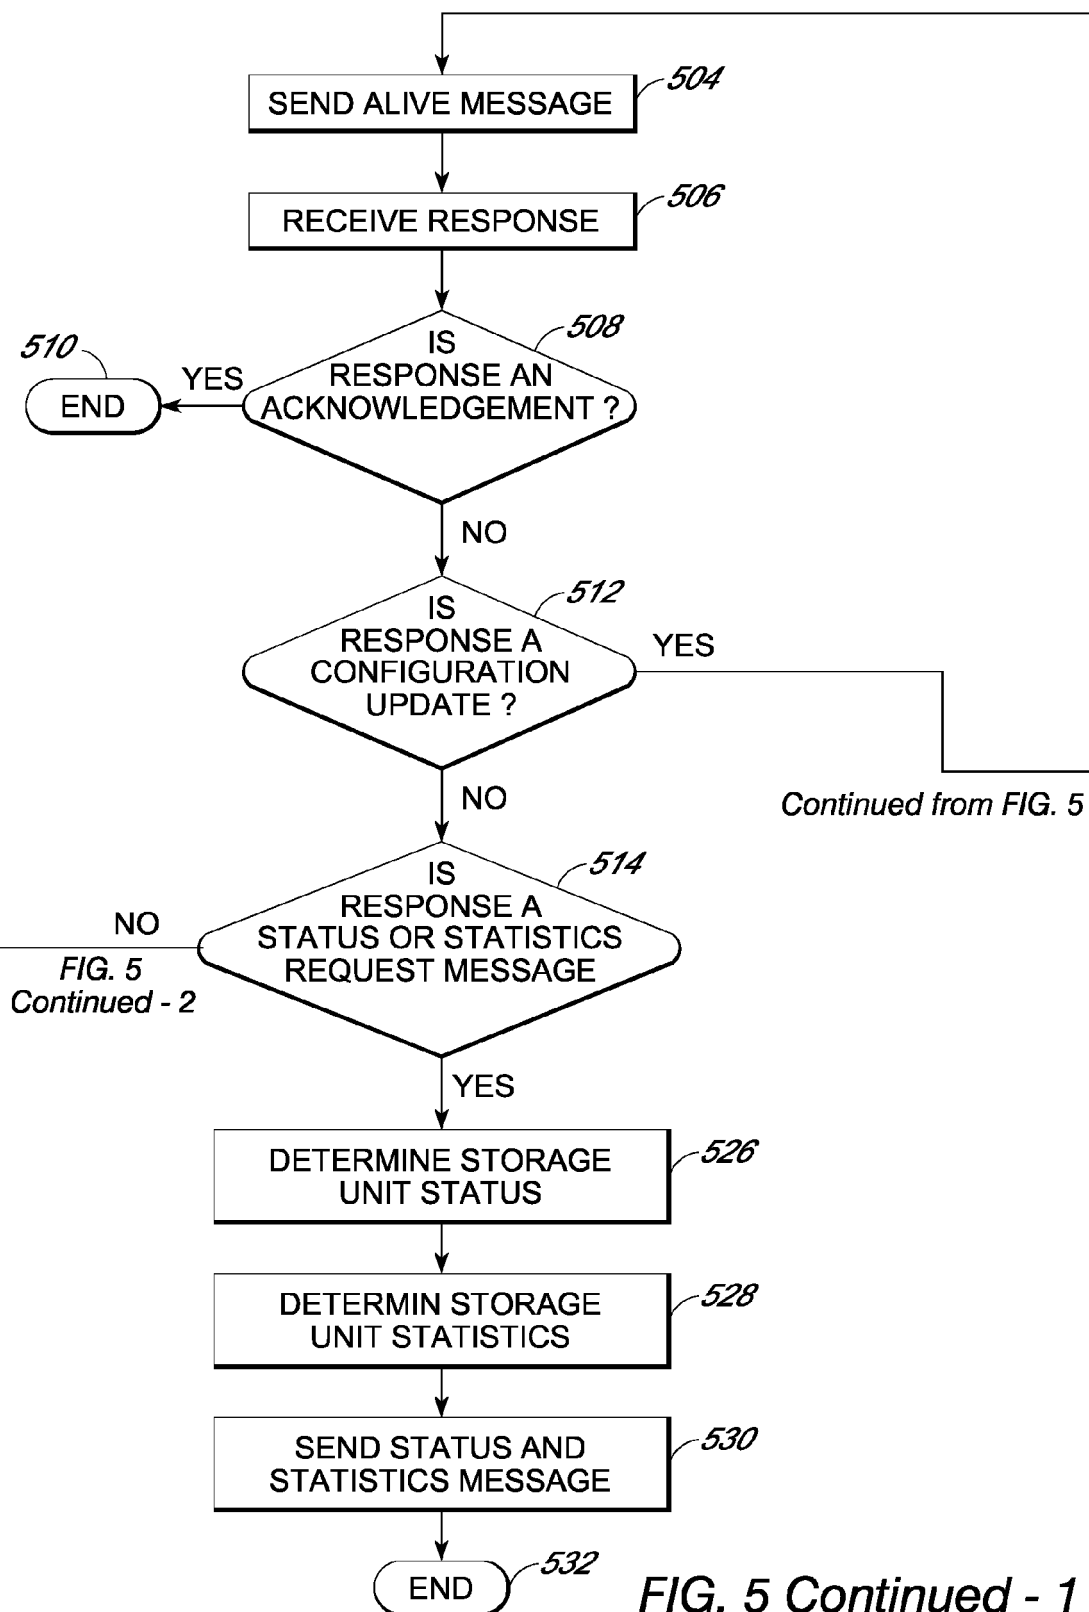 504
SEND ALIVE MESSAGE
506
RECEIVE RESPONSE
508
IS
RESPONSE AN
ACKNOWLEDGEMENT ?
510
YES
END
NO
512
IS
RESPONSE A
CONFIGURATION
UPDATE ?
YES
Continued from FIG. 5
NO
514
IS
RESPONSE A
STATUS OR STATISTICS
REQUEST MESSAGE
NO
FIG. 5
Continued - 2
YES
526
DETERMINE STORAGE
UNIT STATUS
528
DETERMIN STORAGE
UNIT STATISTICS
530
SEND STATUS AND
STATISTICS MESSAGE
532
END
FIG. 5 Continued - 1